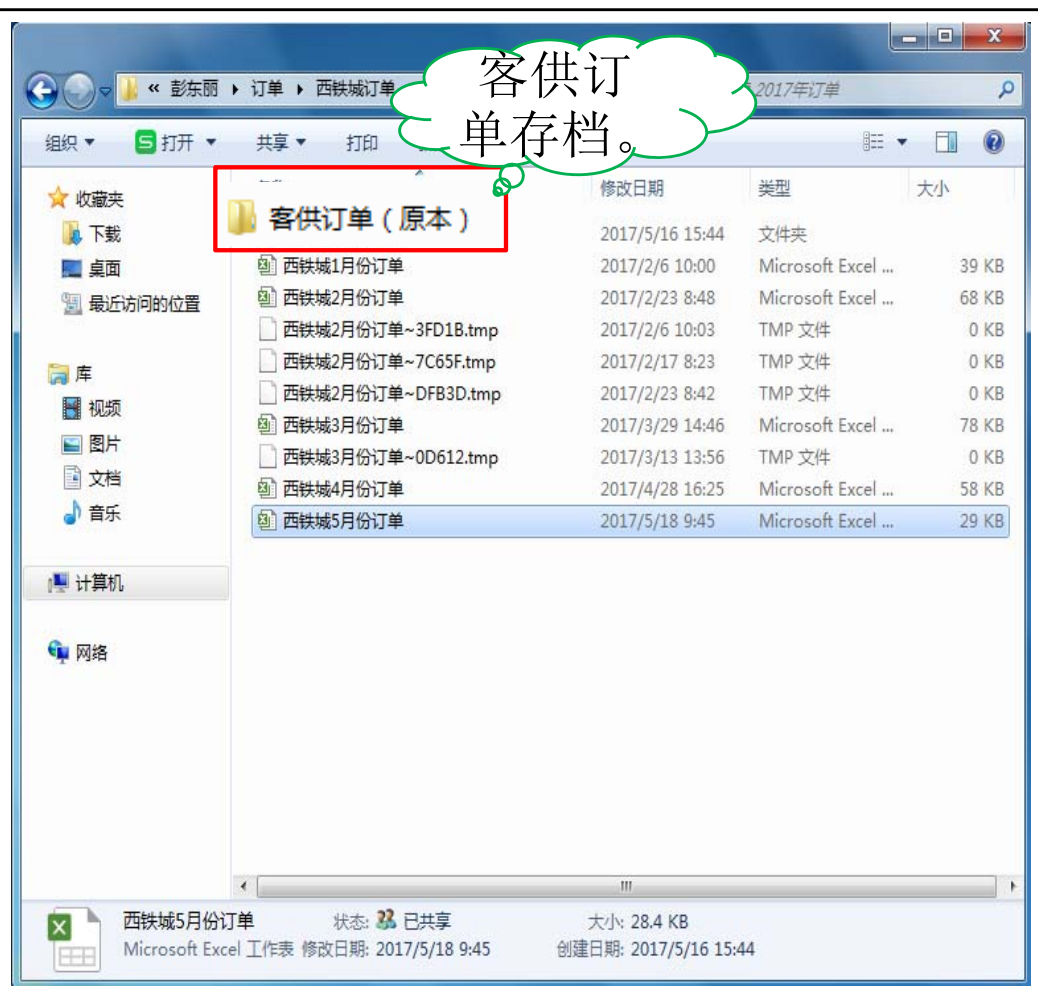 客供订
单存档。
« 彭东丽 ▸ 订单 ▸ 西铁城订单
2017年订单
组织 ▾ 打开 ▾ 共享 ▾ 打印
修改日期 类型 大小
收藏夹
下载
桌面
最近访问的位置
库
视频
图片
文档
音乐
计算机
网络
客供订单（原本） 2017/5/16 15:44 文件夹
西铁城1月份订单 2017/2/6 10:00 Microsoft Excel ... 39 KB
西铁城2月份订单 2017/2/23 8:48 Microsoft Excel ... 68 KB
西铁城2月份订单~3FD1B.tmp 2017/2/6 10:03 TMP 文件 0 KB
西铁城2月份订单~7C65F.tmp 2017/2/17 8:23 TMP 文件 0 KB
西铁城2月份订单~DFB3D.tmp 2017/2/23 8:42 TMP 文件 0 KB
西铁城3月份订单 2017/3/29 14:46 Microsoft Excel ... 78 KB
西铁城3月份订单~0D612.tmp 2017/3/13 13:56 TMP 文件 0 KB
西铁城4月份订单 2017/4/28 16:25 Microsoft Excel ... 58 KB
西铁城5月份订单 2017/5/18 9:45 Microsoft Excel ... 29 KB
西铁城5月份订单 状态: 已共享 大小: 28.4 KB
Microsoft Excel 工作表 修改日期: 2017/5/18 9:45 创建日期: 2017/5/16 15:44